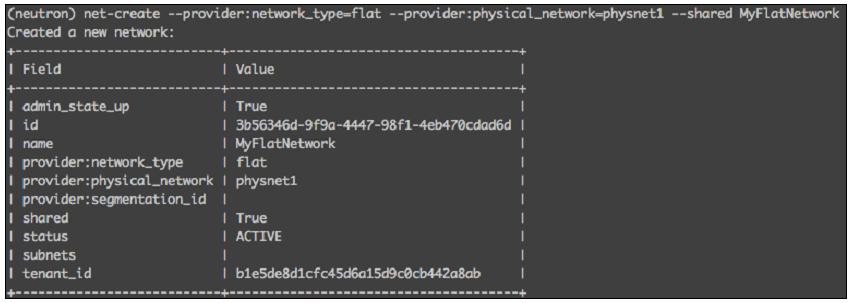 (neutron) net-create --provider:network_type=flat --provider:physical_network=physnet1 --shared MyFlatNetwork
Created a new network:
+---------------------------+--------------------------------------+
| Field | Value |
+---------------------------+--------------------------------------+
| admin_state_up | True |
| id | 3b56346d-9f9a-4447-98f1-4eb470cdad6d |
| name | MyFlatNetwork |
| provider:network_type | flat |
| provider:physical_network | physnet1 |
| provider:segmentation_id | |
| shared | True |
| status | ACTIVE |
| subnets | |
| tenant_id | b1e5de8d1cfc45d6a15d9c0cb442a8ab |
+---------------------------+--------------------------------------+